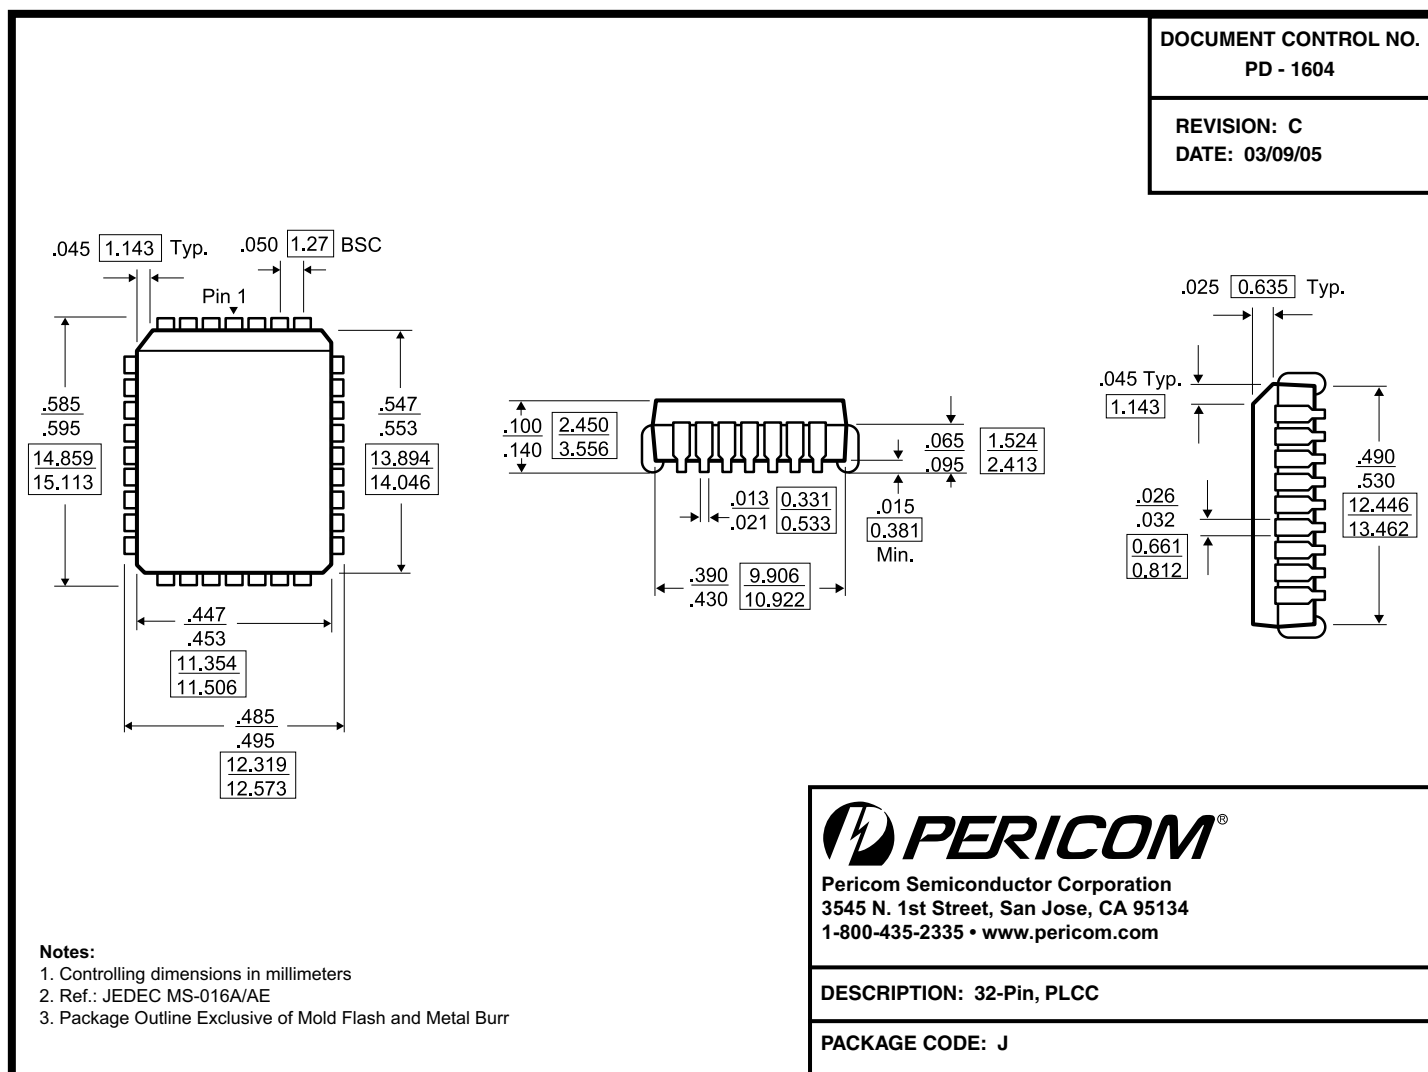 DOCUMENT CONTROL NO.
PD - 1604
REVISION: C
DATE: 03/09/05
.045 1.143 Typ.
.050 1.27 BSC
Pin 1
.585
.595
14.859
15.113
.547
.553
13.894
14.046
.447
.453
11.354
11.506
.485
.495
12.319
12.573
.100 2.450
.140 3.556
.065 1.524
.095 2.413
.013 0.331
.021 0.533
.015
0.381
Min.
.390 9.906
.430 10.922
.025 0.635 Typ.
.045 Typ.
1.143
.026
.032
0.661
0.812
.490
.530
12.446
13.462
PERICOM®
Pericom Semiconductor Corporation
3545 N. 1st Street, San Jose, CA 95134
1-800-435-2335 • www.pericom.com
Notes:
1. Controlling dimensions in millimeters
2. Ref.: JEDEC MS-016A/AE
3. Package Outline Exclusive of Mold Flash and Metal Burr
DESCRIPTION: 32-Pin, PLCC
PACKAGE CODE: J